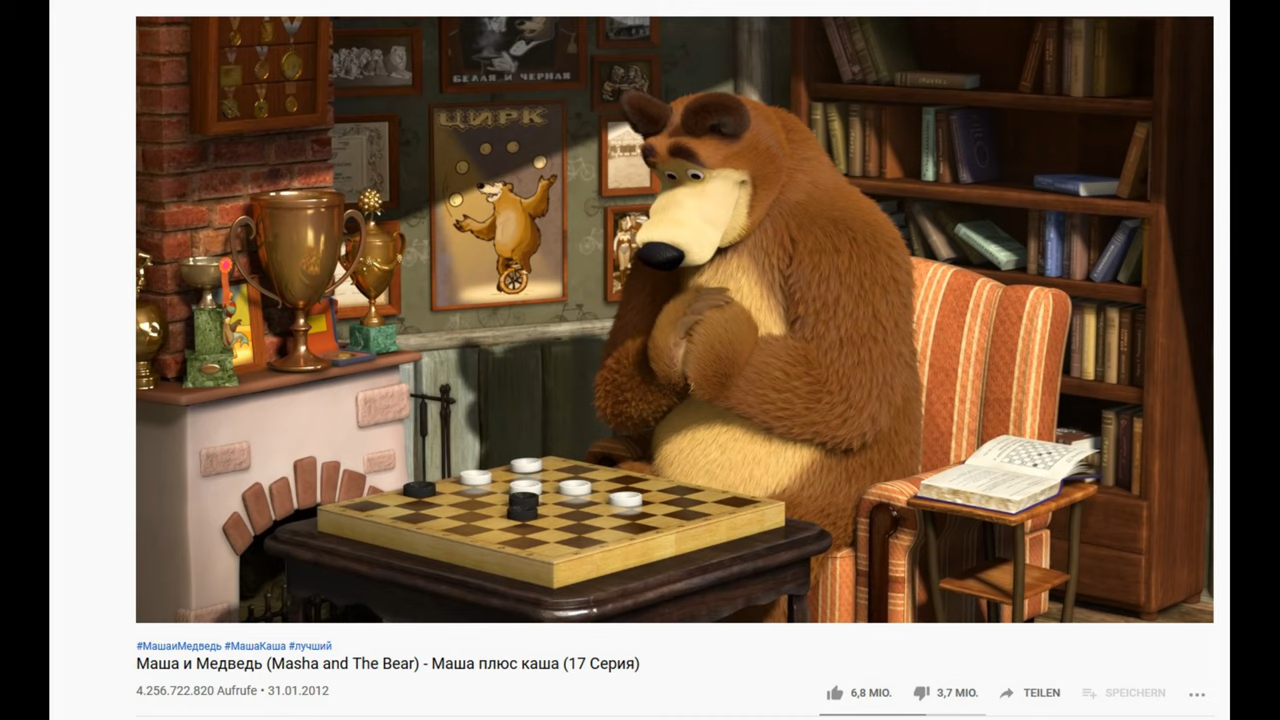 БЕЛАЯ И ЧЕРНАЯ
ЦИРК
#МашаиМедведь #МашаКаша #лучший
Маша и Медведь (Masha and The Bear) - Маша плюс каша (17 Серия)
4.256.722.820 Aufrufe • 31.01.2012
6,8 MIO. 3,7 MIO. TEILEN SPEICHERN